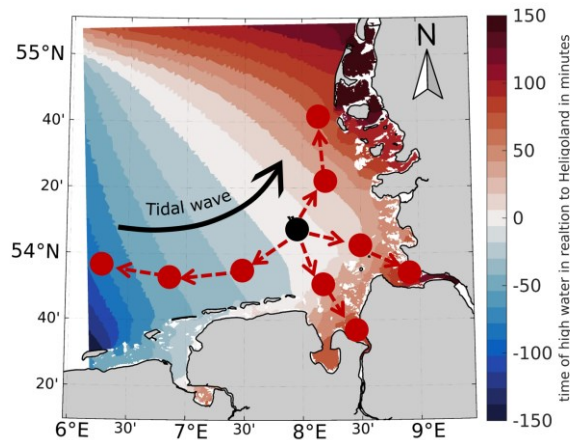 N
55°N
40'
20'
54°N
40'
20'
Tidal wave
6°E
30'
7°E
30'
8°E
30'
9°E
150
100
50
0
-50
-100
-150
time of high water in realtion to Heligoland in minutes